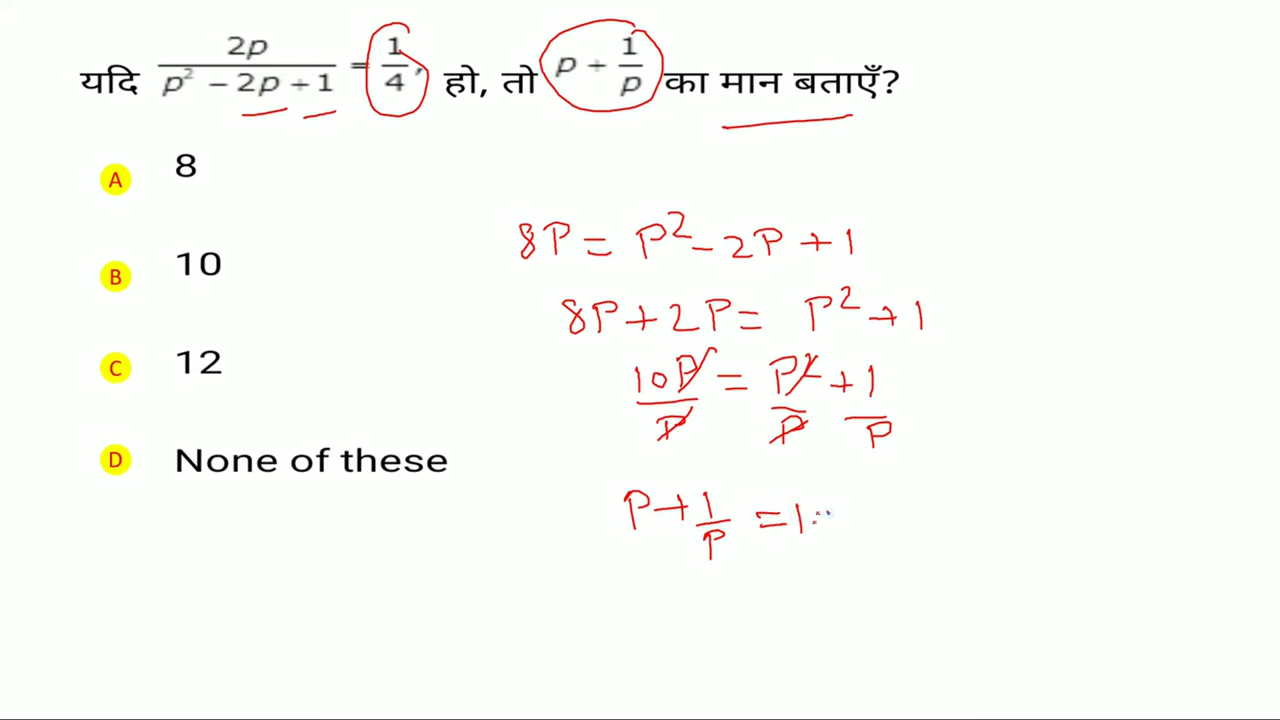 यदि 2p / p² − 2p + 1 = 1/4, हो, तो p + 1/p का मान बताएँ?
A 8
B 10
C 12
D None of these
8P = P² - 2P + 1
8P + 2P = P² + 1
10P/P = P²/P + 1/P
P + 1/P = 1